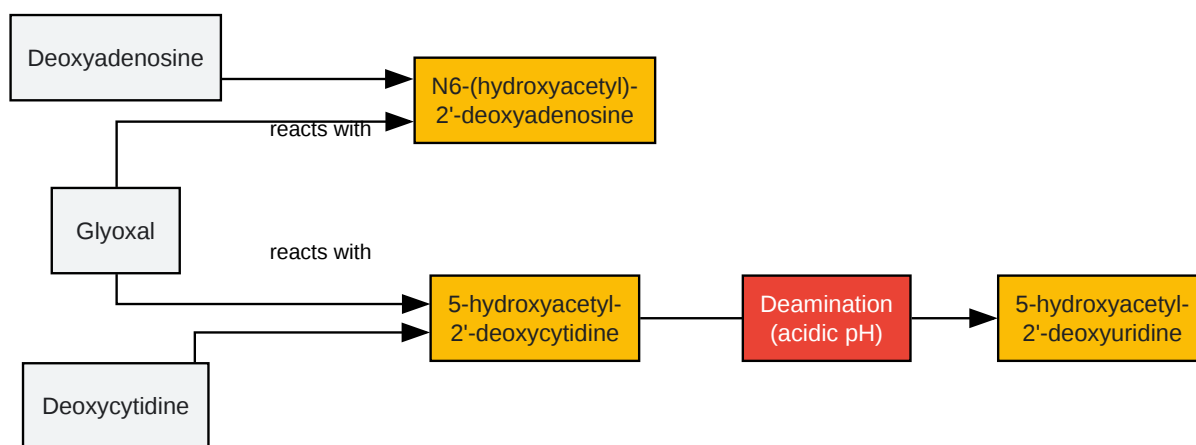 Deoxyadenosine
N6-(hydroxyacetyl)-
2'-deoxyadenosine
reacts with
Glyoxal
reacts with
5-hydroxyacetyl-
2'-deoxycytidine
Deamination
(acidic pH)
5-hydroxyacetyl-
2'-deoxyuridine
Deoxycytidine